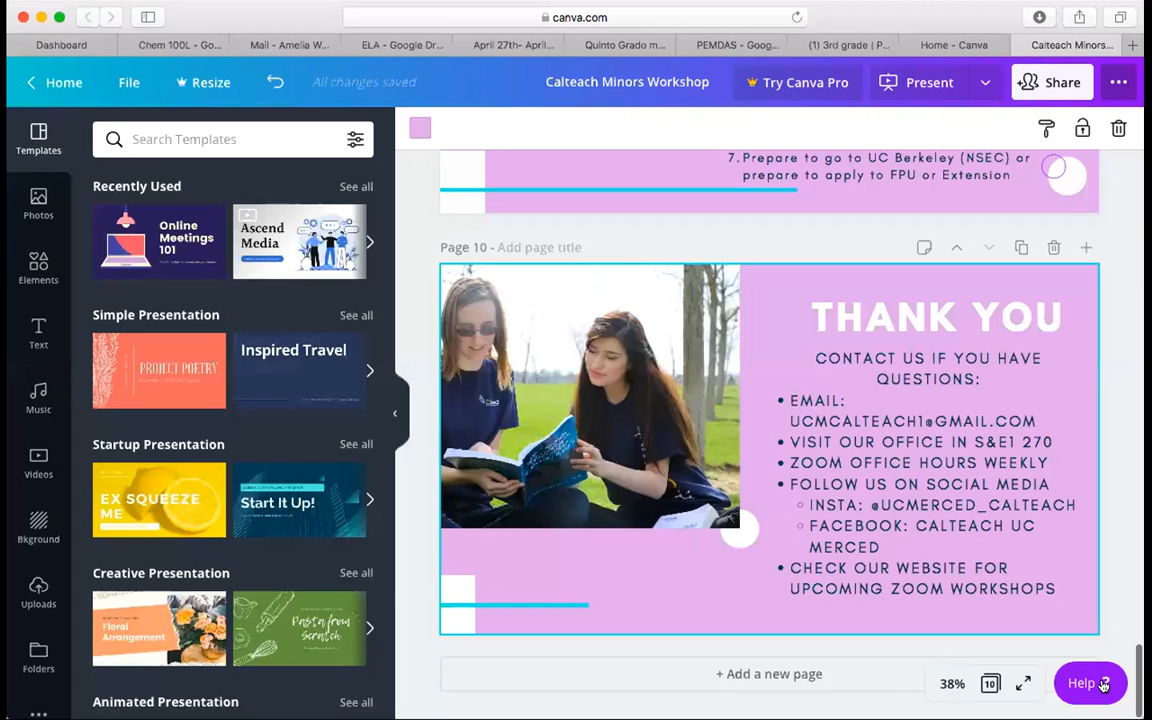 canva.com
Dashboard
Chem 100L - Go...
Mail - Amelia W...
ELA - Google Dr...
April 27th- April...
Quinto Grado m...
PEMDAS - Goog...
(1) 3rd grade ( P...
Home - Canva
Calteach Minors...
Home
File
Resize
All changes saved
Calteach Minors Workshop
Try Canva Pro
Present
Share
Templates
Photos
Elements
Text
Music
Videos
Bkground
Uploads
Folders
Search Templates
Recently Used
See all
Online
Meetings
101
Ascend
Media
Simple Presentation
See all
PROJECT POETRY
Inspired Travel
Startup Presentation
See all
EX SQUEEZE
ME
Start It Up!
Creative Presentation
See all
Floral
Arrangement
Pasta from
Scratch
Animated Presentation
See all
7. Prepare to go to UC Berkeley (NSEC) or
prepare to apply to FPU or Extension
Page 10 - Add page title
THANK YOU
CONTACT US IF YOU HAVE
QUESTIONS:
• EMAIL:
UCMCALTEACH1@GMAIL.COM
• VISIT OUR OFFICE IN S&E1 270
• ZOOM OFFICE HOURS WEEKLY
• FOLLOW US ON SOCIAL MEDIA
◦ INSTA: @UCMERCED_CALTEACH
◦ FACEBOOK: CALTEACH UC
MERCED
• CHECK OUR WEBSITE FOR
UPCOMING ZOOM WORKSHOPS
+ Add a new page
38%
10
Help ?